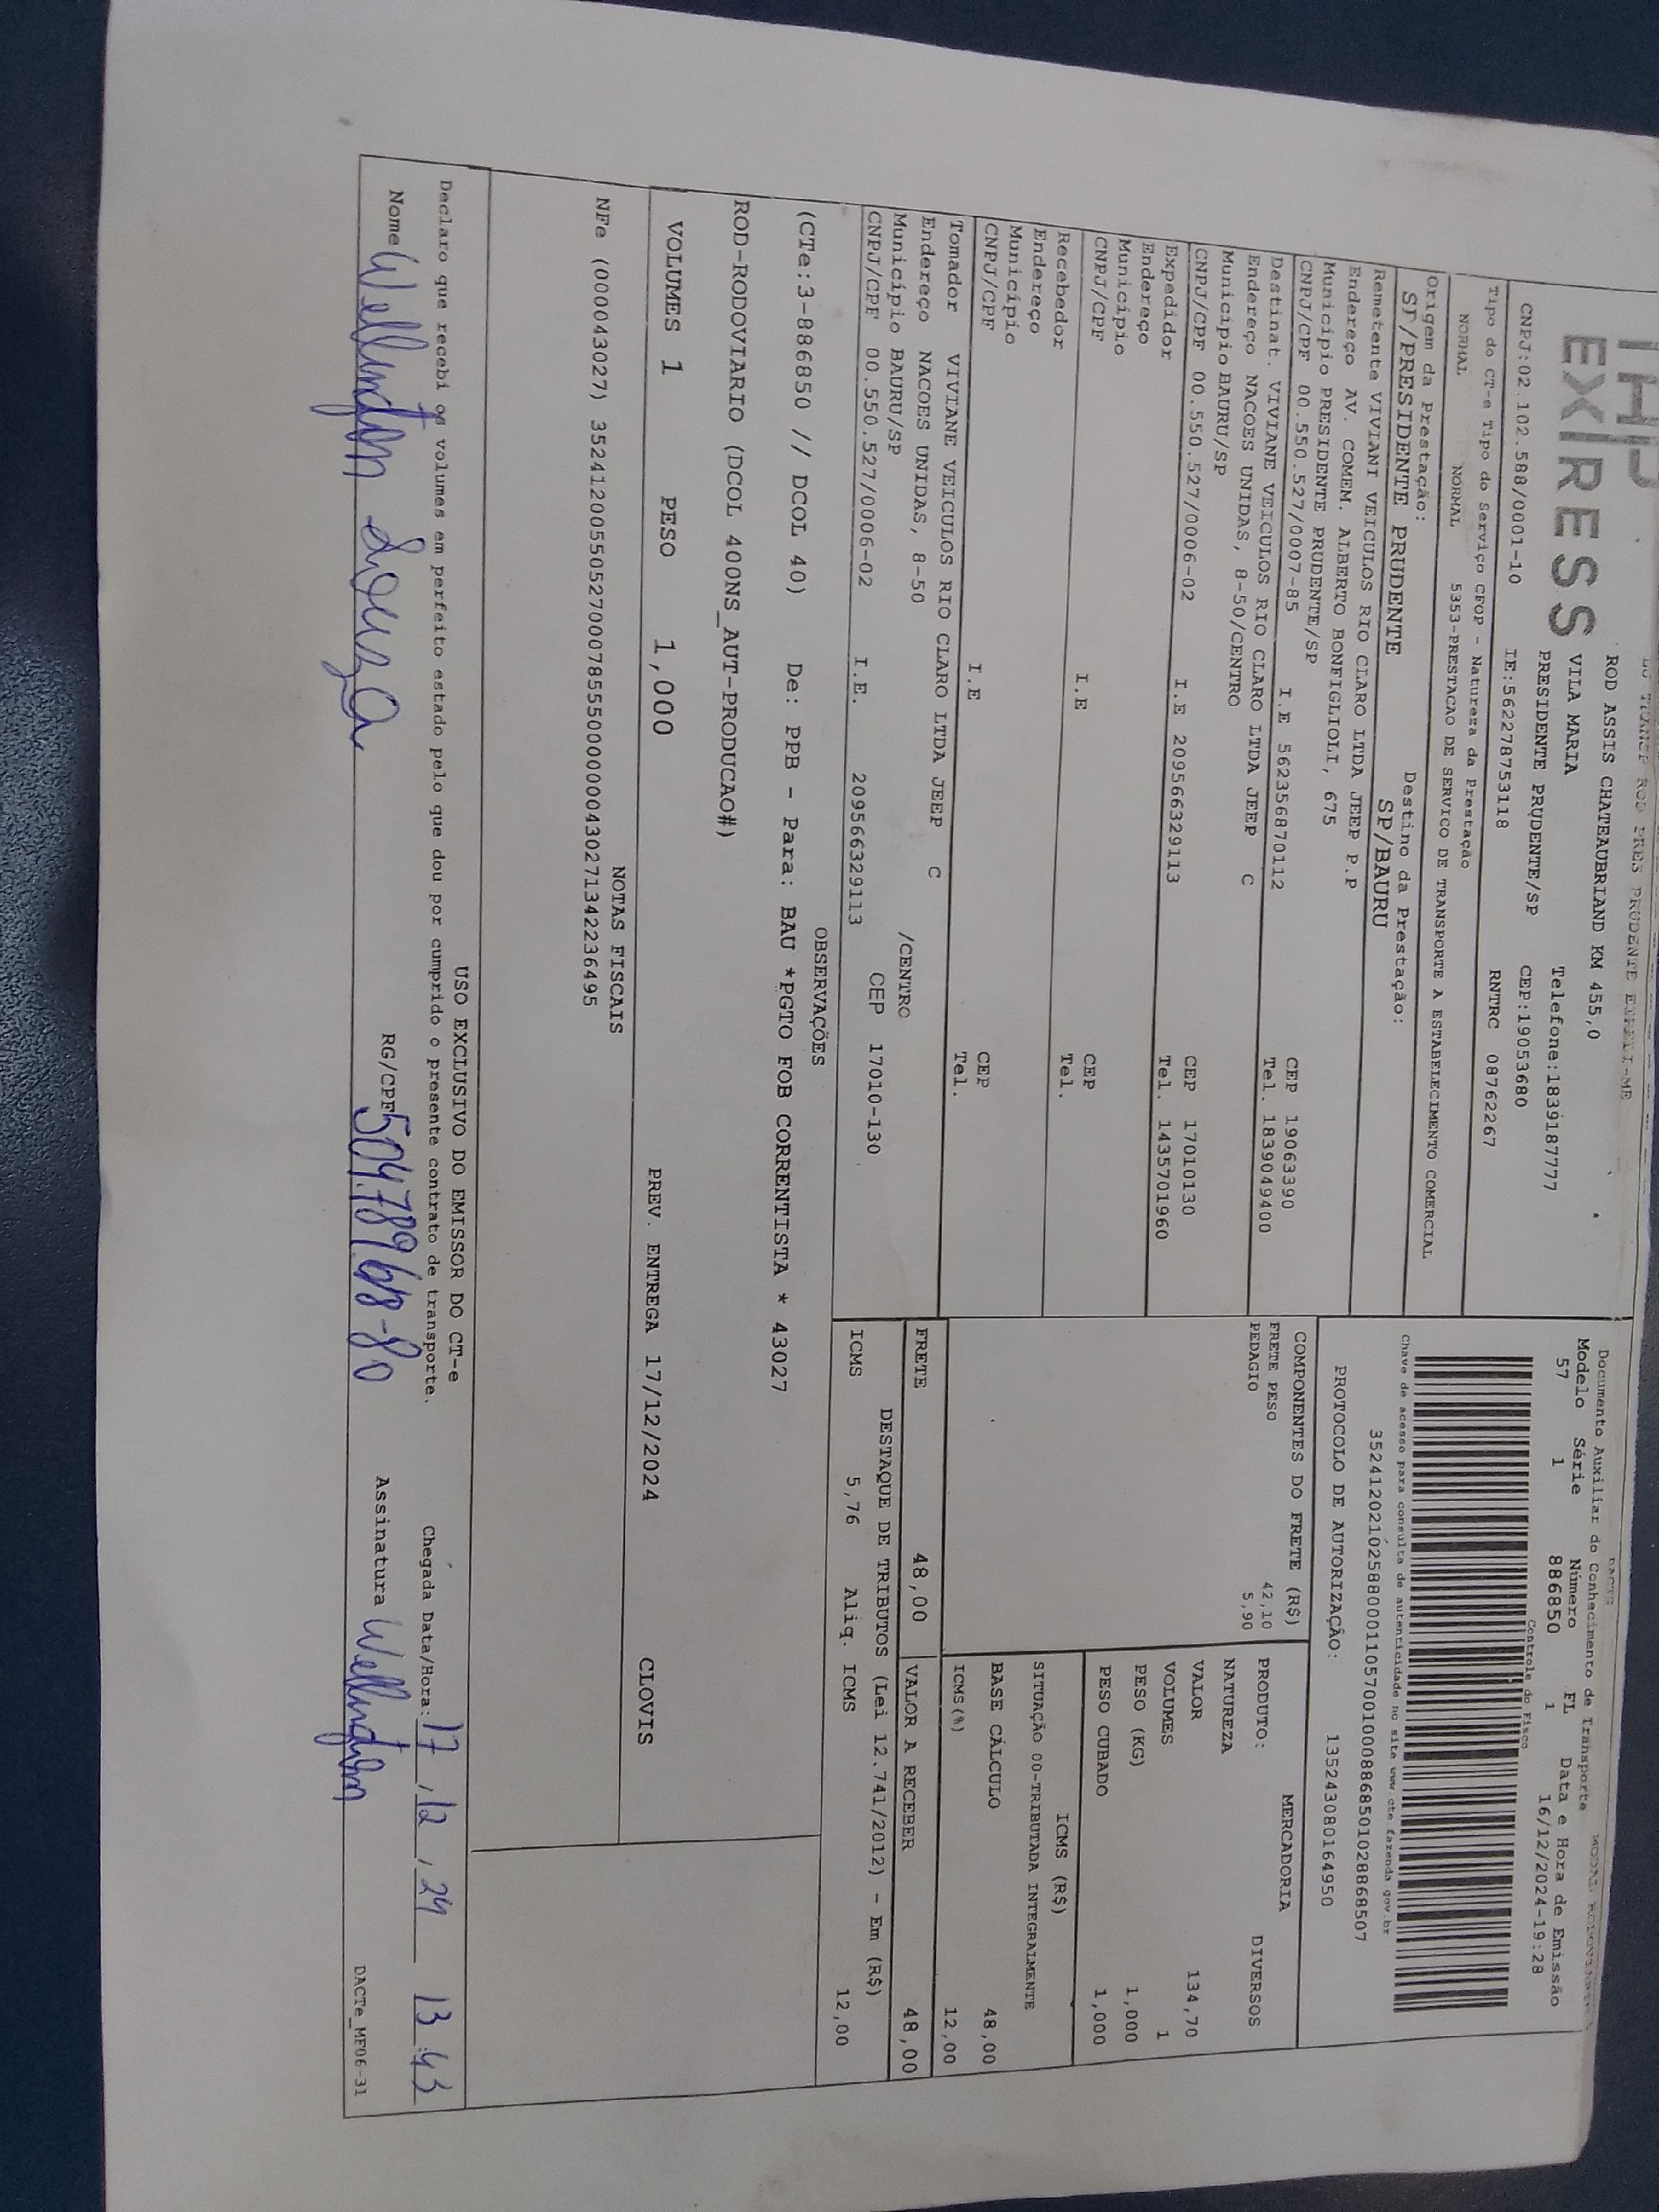 EXPRESS
ROD ASSIS CHATEAUBRIAND KM 455,0
VILA MARIA Telefone:1839187777
PRESIDENTE PRUDENTE/SP CEP:19053680
CNPJ:02.102.588/0001-10 IE:562278753118 RNTRC 08762267
Tipo do CT-e Tipo do Serviço CFOP - Natureza da Prestação
NORMAL NORMAL 5353-PRESTACAO DE SERVICO DE TRANSPORTE A ESTABELECIMENTO COMERCIAL
Origem da Prestação: Destino da Prestação:
SP/PRESIDENTE PRUDENTE SP/BAURU
Documento Auxiliar do Conhecimento de Transporte
Modelo Série Número FL Data e Hora de Emissão
57 1 886850 1 16/12/2024-19:28
Controle do Fisco
Chave de acesso para consulta de autenticidade no site www.cte.fazenda.gov.br
35241202102588000110570010008868501028868507
PROTOCOLO DE AUTORIZAÇÃO: 135243080164950
Remetente VIVIANI VEICULOS RIO CLARO LTDA JEEP P.P
Endereço AV. COMEM. ALBERTO BONFIGLIOLI, 675
Município PRESIDENTE PRUDENTE/SP CEP 19063390
CNPJ/CPF 00.550.527/0007-85 I.E 562356870112 Tel. 1839049400
Destinat. VIVIANE VEICULOS RIO CLARO LTDA JEEP C
Endereço NACOES UNIDAS, 8-50/CENTRO
Município BAURU/SP CEP 17010130
CNPJ/CPF 00.550.527/0006-02 I.E 209566329113 Tel. 1435701960
Expedidor
Endereço
Município CEP
CNPJ/CPF I.E Tel.
Recebedor
Endereço
Município CEP
CNPJ/CPF I.E Tel.
Tomador VIVIANE VEICULOS RIO CLARO LTDA JEEP C
Endereço NACOES UNIDAS, 8-50 /CENTRO
Município BAURU/SP CEP 17010-130
CNPJ/CPF 00.550.527/0006-02 I.E. 209566329113
COMPONENTES DO FRETE (R$)
FRETE PESO 42,10
PEDAGIO 5,90
MERCADORIA
PRODUTO: DIVERSOS
NATUREZA
VALOR 134,70
VOLUMES 1
PESO (KG) 1,000
PESO CUBADO 1,000
ICMS (R$)
SITUAÇÃO 00-TRIBUTADA INTEGRALMENTE
BASE CÁLCULO 48,00
ICMS(%) 12,00
FRETE 48,00 VALOR A RECEBER 48,00
DESTAQUE DE TRIBUTOS (Lei 12.741/2012) - Em (R$)
ICMS 5,76 Aliq. ICMS 12,00
OBSERVAÇÕES
(CTe:3-886850 // DCOL 40) De: PPB - Para: BAU *PGTO FOB CORRENTISTA * 43027
ROD-RODOVIARIO (DCOL 400NS_AUT-PRODUCAO#)
VOLUMES 1 PESO 1,000 PREV. ENTREGA 17/12/2024 CLOVIS
NOTAS FISCAIS
NFe (000043027) 35241200550527000785550000000430271342236495
USO EXCLUSIVO DO EMISSOR DO CT-e
Declaro que recebi os volumes em perfeito estado pelo que dou por cumprido o presente contrato de transporte. Chegada Data/Hora: 17/12/24 13:43
Nome Wellington Souza RG/CPF 504.789.688-80 Assinatura Wellington
DACTe_MF06-31